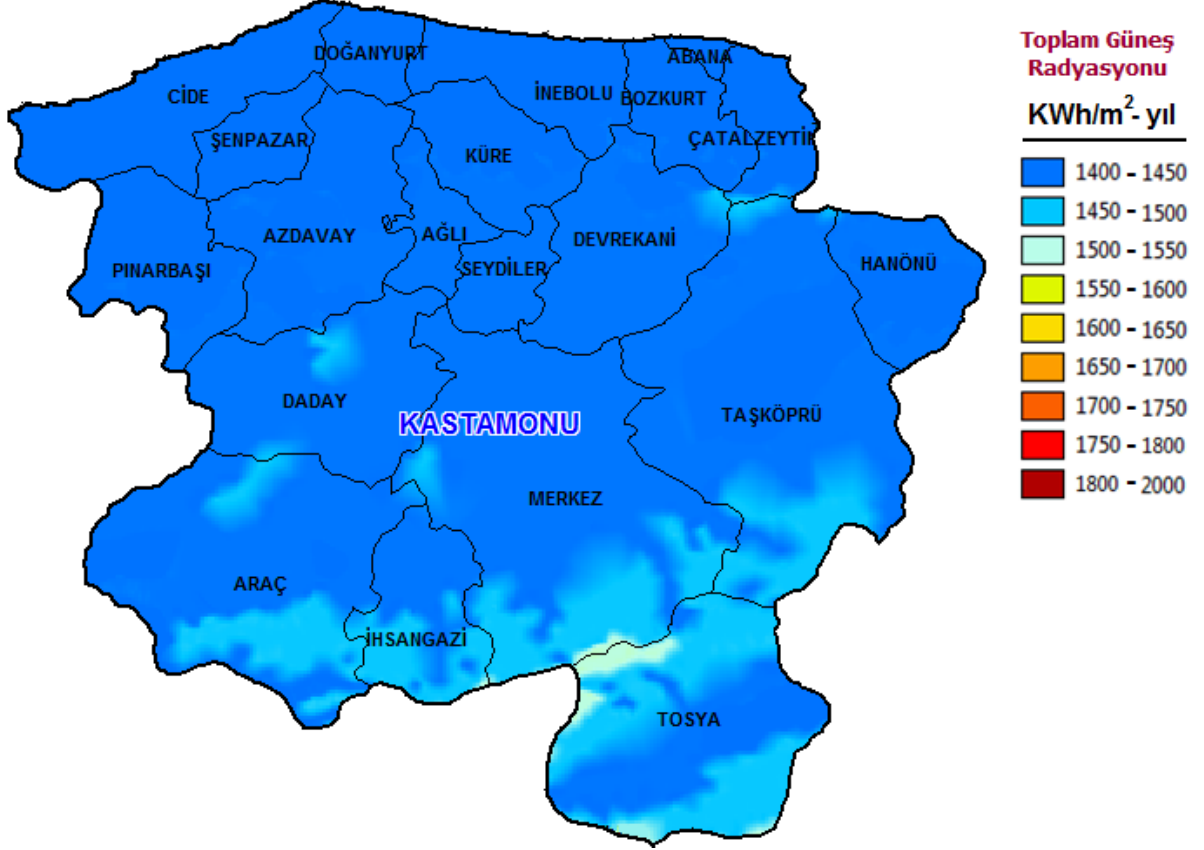 DOĞANYURT
ABANA
CİDE
İNEBOLU
BOZKURT
ŞENPAZAR
KÜRE
ÇATALZEYTİN
AZDAVAY
AĞLI
DEVREKANİ
PINARBAŞI
SEYDİLER
HANÖNÜ
DADAY
KASTAMONU
TAŞKÖPRÜ
MERKEZ
ARAÇ
İHSANGAZİ
TOSYA
Toplam Güneş
Radyasyonu
KWh/m²- yıl
1400 - 1450
1450 - 1500
1500 - 1550
1550 - 1600
1600 - 1650
1650 - 1700
1700 - 1750
1750 - 1800
1800 - 2000